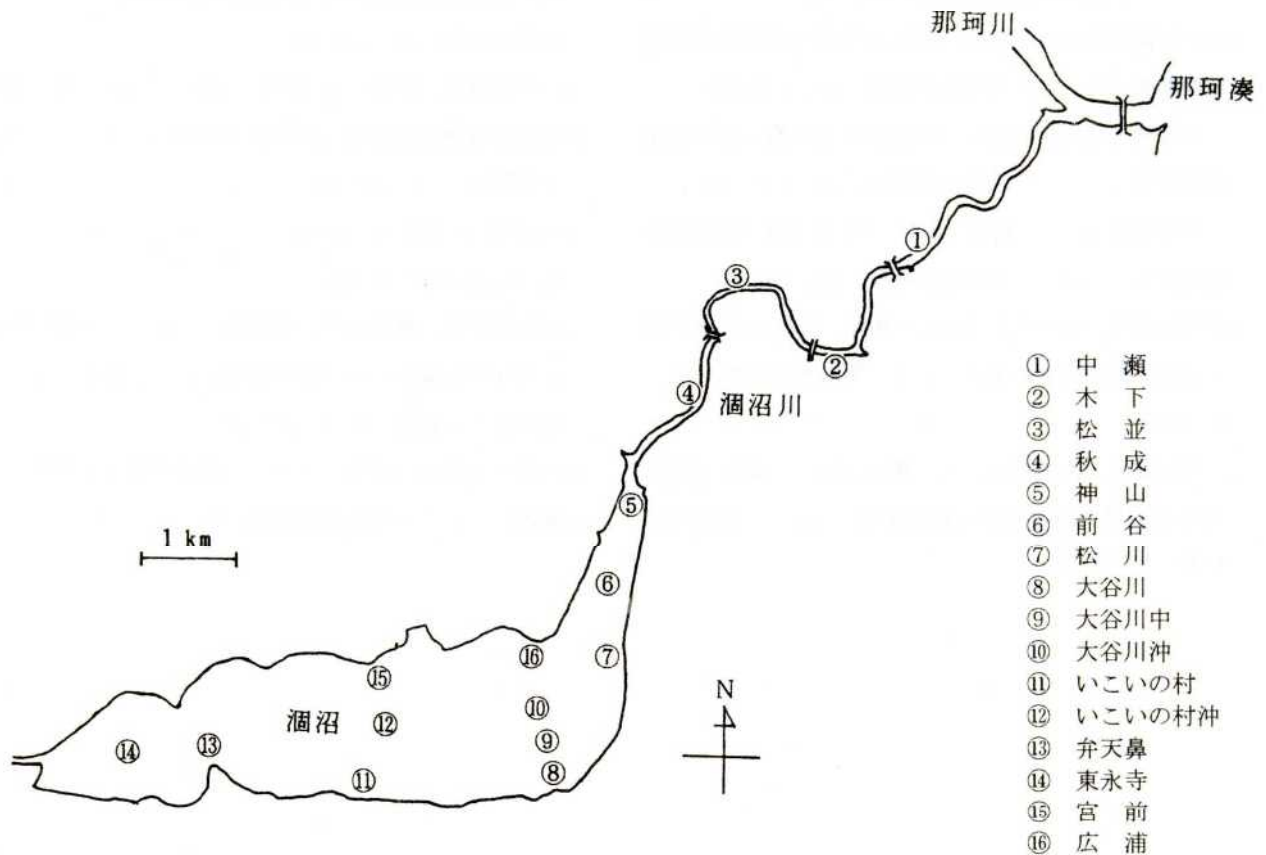 那珂川
那珂湊
①
③
②
④
涸沼川
⑤
1 km
⑥
⑯
⑦
⑮
N
涸沼
⑫
⑩
⑭
⑬
⑨
⑪
⑧
① 中瀬
② 木下
③ 松並
④ 秋成
⑤ 神山
⑥ 前谷
⑦ 松川
⑧ 大谷川
⑨ 大谷川中
⑩ 大谷川沖
⑪ いこいの村
⑫ いこいの村沖
⑬ 弁天鼻
⑭ 東永寺
⑮ 宮前
⑯ 広浦